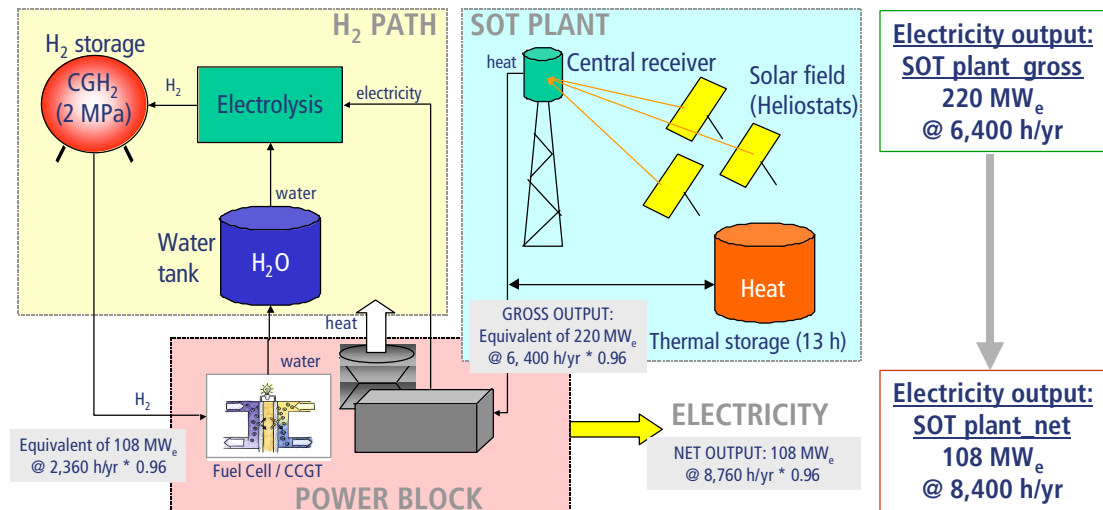 H₂ PATH
H₂ storage
CGH₂
(2 MPa)
H₂
Electrolysis
electricity
water
Water
tank
H₂O
SOT PLANT
heat
Central receiver
Solar field
(Heliostats)
Heat
Thermal storage (13 h)
GROSS OUTPUT:
Equivalent of 220 MWₑ
@ 6, 400 h/yr * 0.96
heat
water
H₂
Equivalent of 108 MWₑ
@ 2,360 h/yr * 0.96
Fuel Cell / CCGT
POWER BLOCK
ELECTRICITY
NET OUTPUT: 108 MWₑ
@ 8,760 h/yr * 0.96
Electricity output:
SOT plant_gross
220 MWₑ
@ 6,400 h/yr
Electricity output:
SOT plant_net
108 MWₑ
@ 8,400 h/yr